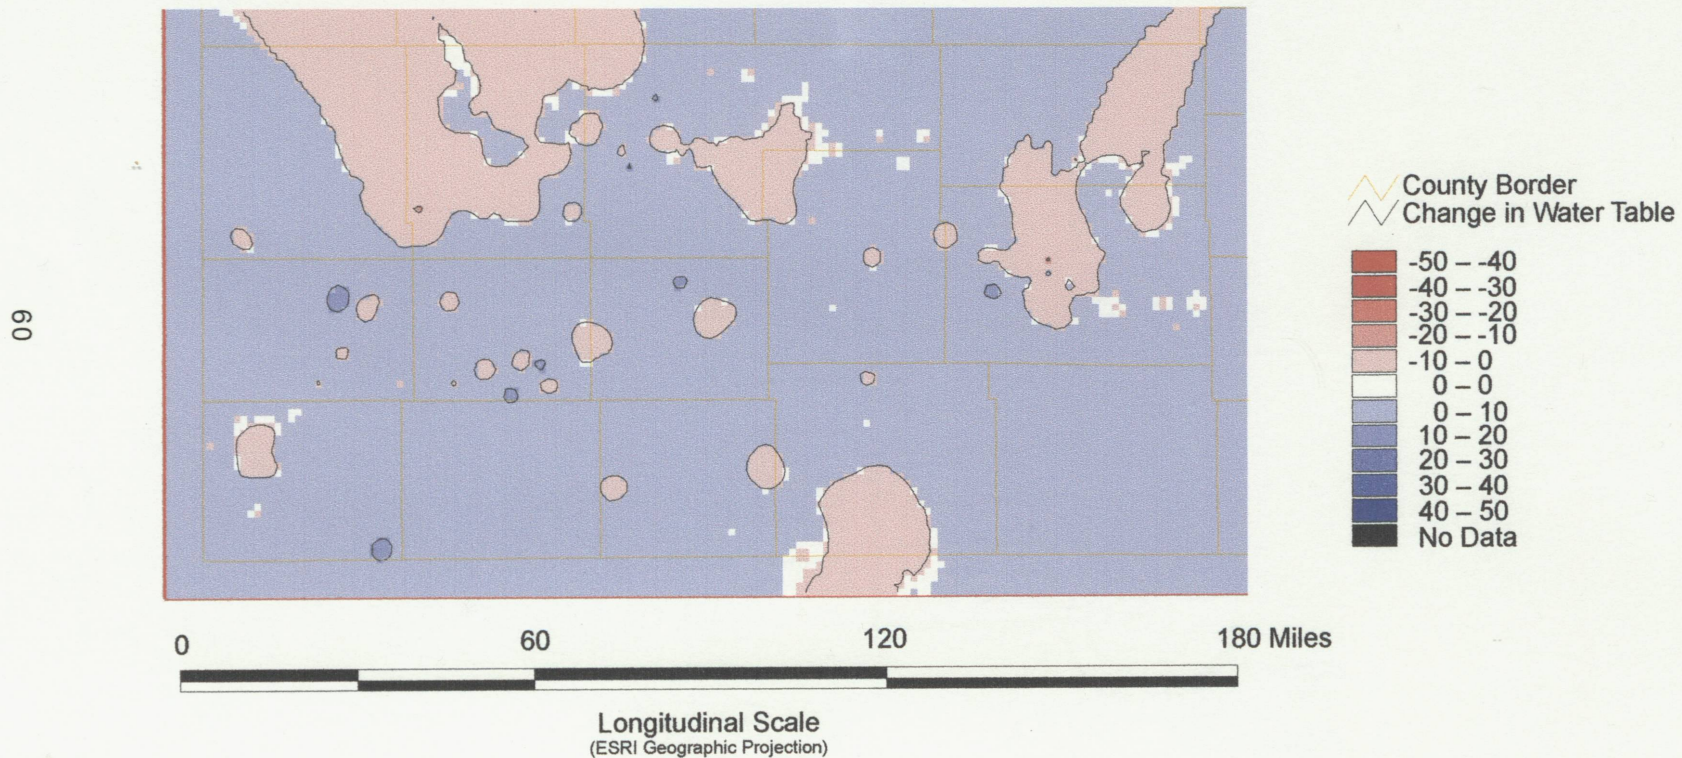 60
County Border
Change in Water Table
-50 – -40
-40 – -30
-30 – -20
-20 – -10
-10 – 0
0 – 0
0 – 10
10 – 20
20 – 30
30 – 40
40 – 50
No Data
0 60 120 180 Miles
Longitudinal Scale
(ESRI Geographic Projection)